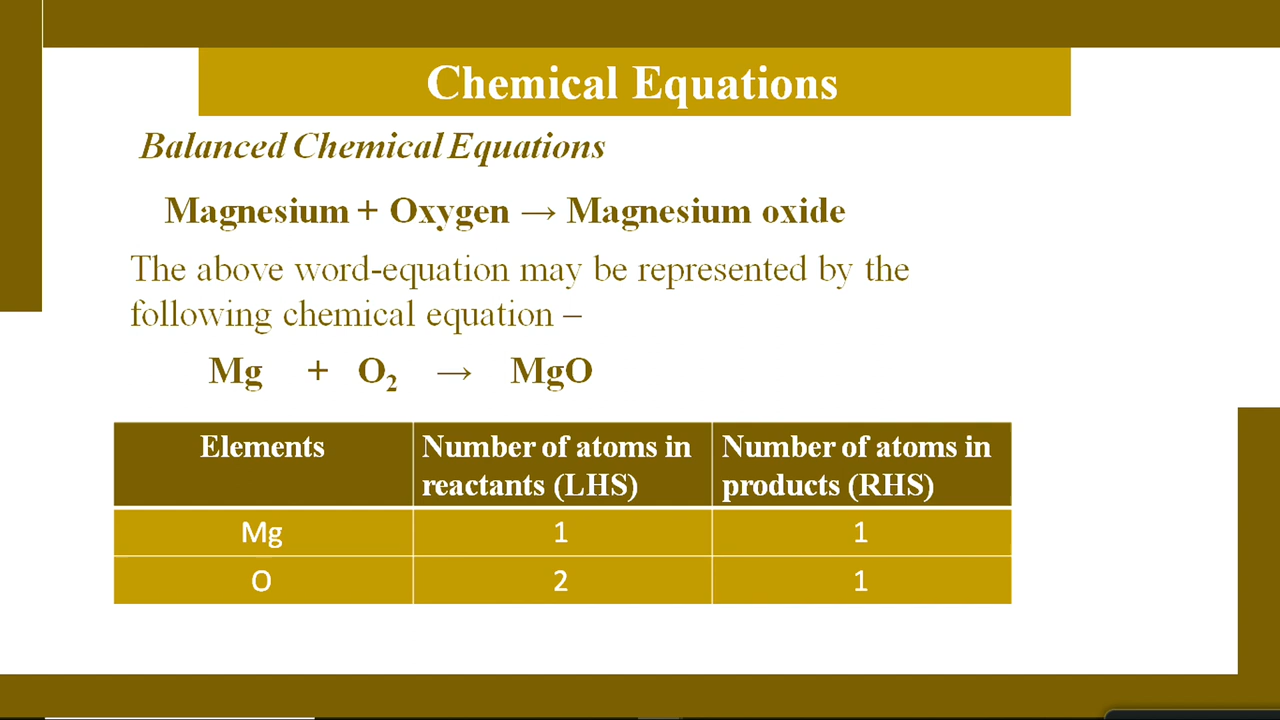 Chemical Equations
Balanced Chemical Equations
Magnesium + Oxygen → Magnesium oxide
The above word-equation may be represented by the
following chemical equation –
Mg + O₂ → MgO
Elements
Number of atoms in
reactants (LHS)
Number of atoms in
products (RHS)
Mg 1 1
O 2 1